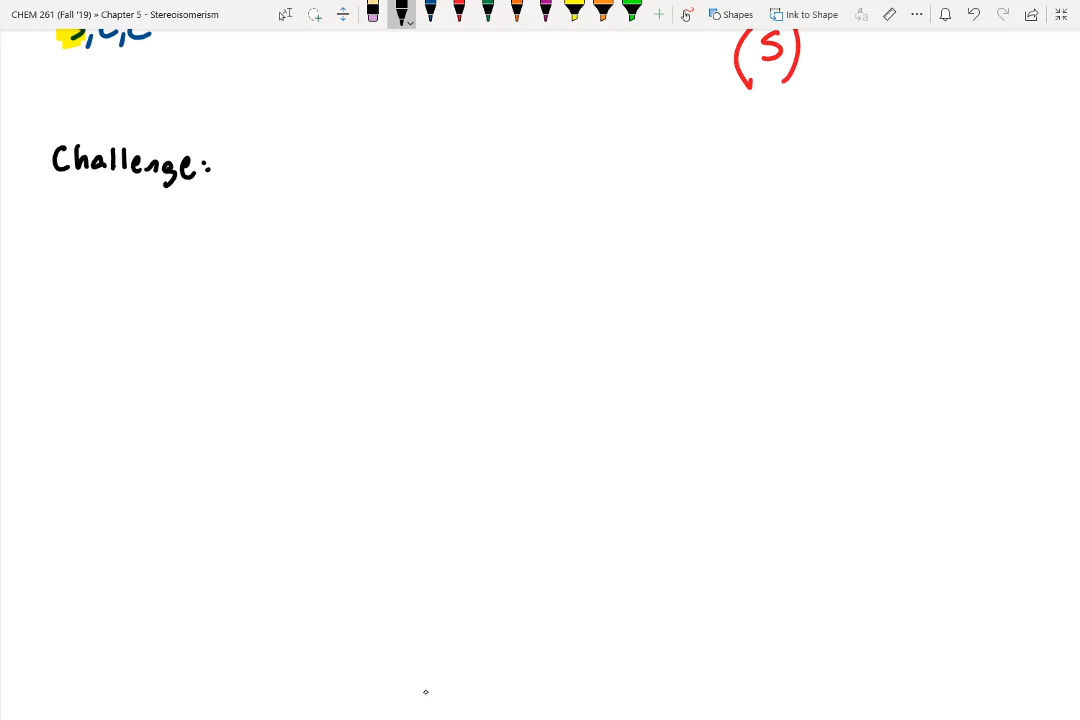 CHEM 261 (Fall '19) » Chapter 5 - Stereoisomerism
Shapes
Ink to Shape
(S)
Challenge: